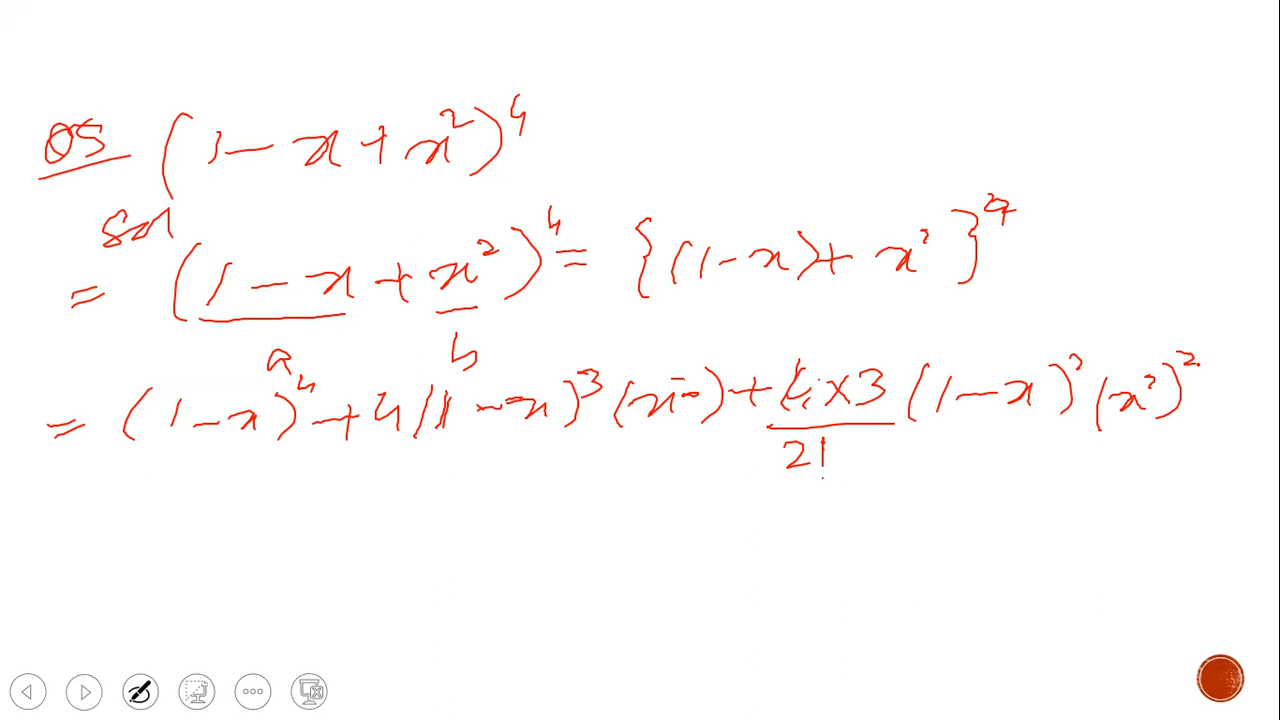 Q5 (1 - x + x²)⁴
Sol
= (1 - x + x²)⁴ = {(1 - x) + x²}⁴
a b
= (1 - x)⁴ + 4(1 - x)³ (x²) + 4×3/2! (1 - x)² (x²)²